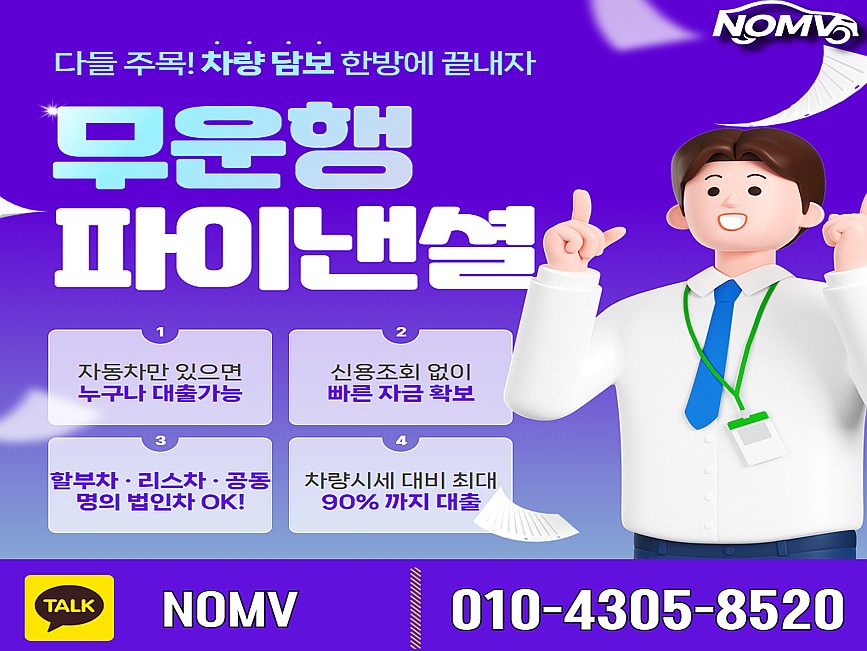 NOMV
다들 주목! 차량 담보 한방에 끝내자
무운행
파이낸셜
1
자동차만 있으면
누구나 대출가능
2
신용조회 없이
빠른 자금 확보
3
할부차 · 리스차 · 공동
명의 법인차 OK!
4
차량시세 대비 최대
90% 까지 대출
TALK
NOMV
010-4305-8520